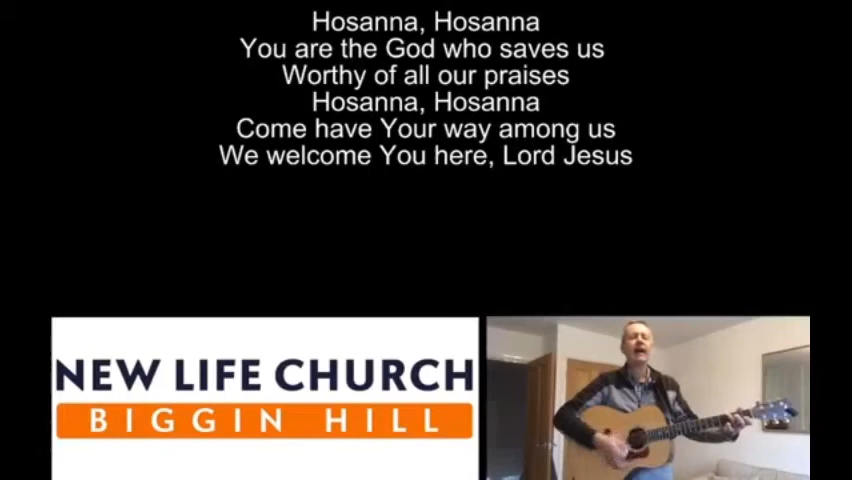 Hosanna, Hosanna
You are the God who saves us
Worthy of all our praises
Hosanna, Hosanna
Come have Your way among us
We welcome You here, Lord Jesus
NEW LIFE CHURCH
BIGGIN HILL